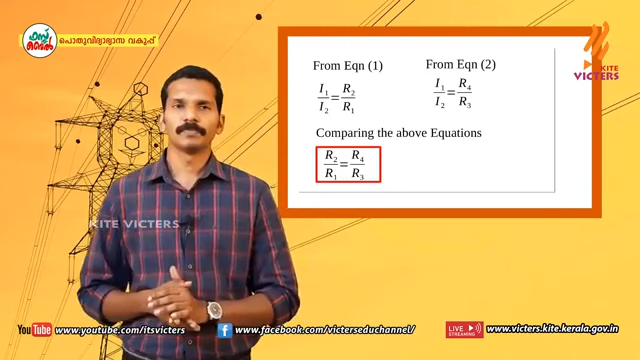 ഫസ്റ്റ്
ബെൽ
പൊതുവിദ്യാഭ്യാസ വകുപ്പ്
KITE
VICTERS
From Eqn (1)
From Eqn (2)
I₁/I₂ = R₂/R₁
I₁/I₂ = R₄/R₃
Comparing the above Equations
R₂/R₁ = R₄/R₃
KITE VICTERS
YouTube www.youtube.com/itsvicters
f www.facebook.com/victerseduchannel/
LIVE STREAMING
www.victers.kite.kerala.gov.in